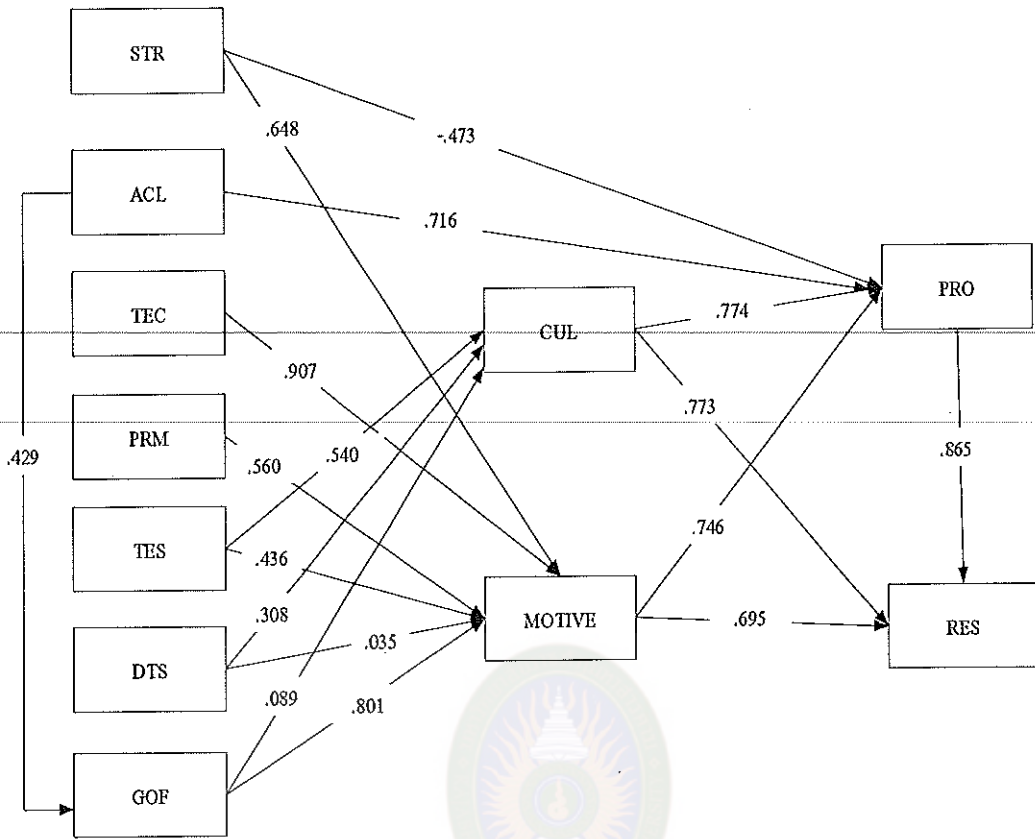 STR
.648
-.473
ACL
.716
PRO
TEC
CUL
.774
.907
.773
PRM
.429
.560
.540
.865
.746
TES
.436
.308
MOTIVE
.695
RES
.035
DTS
.089
.801
GOF